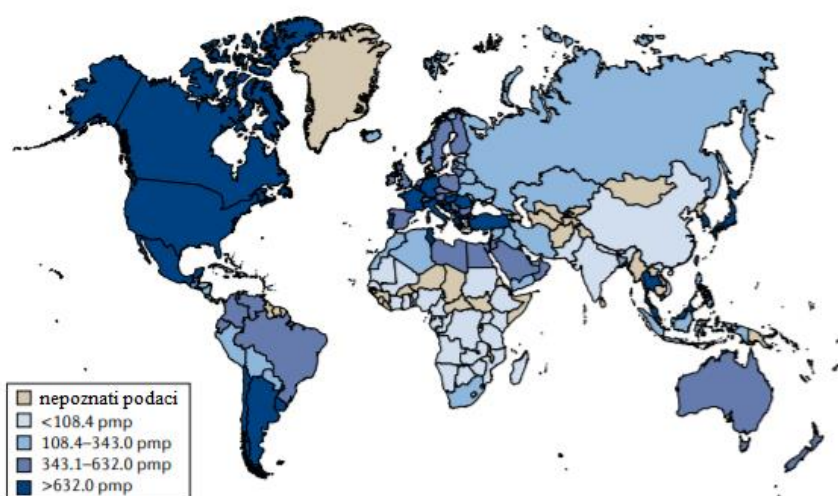 nepoznati podaci
<108.4 pmp
108.4–343.0 pmp
343.1–632.0 pmp
>632.0 pmp